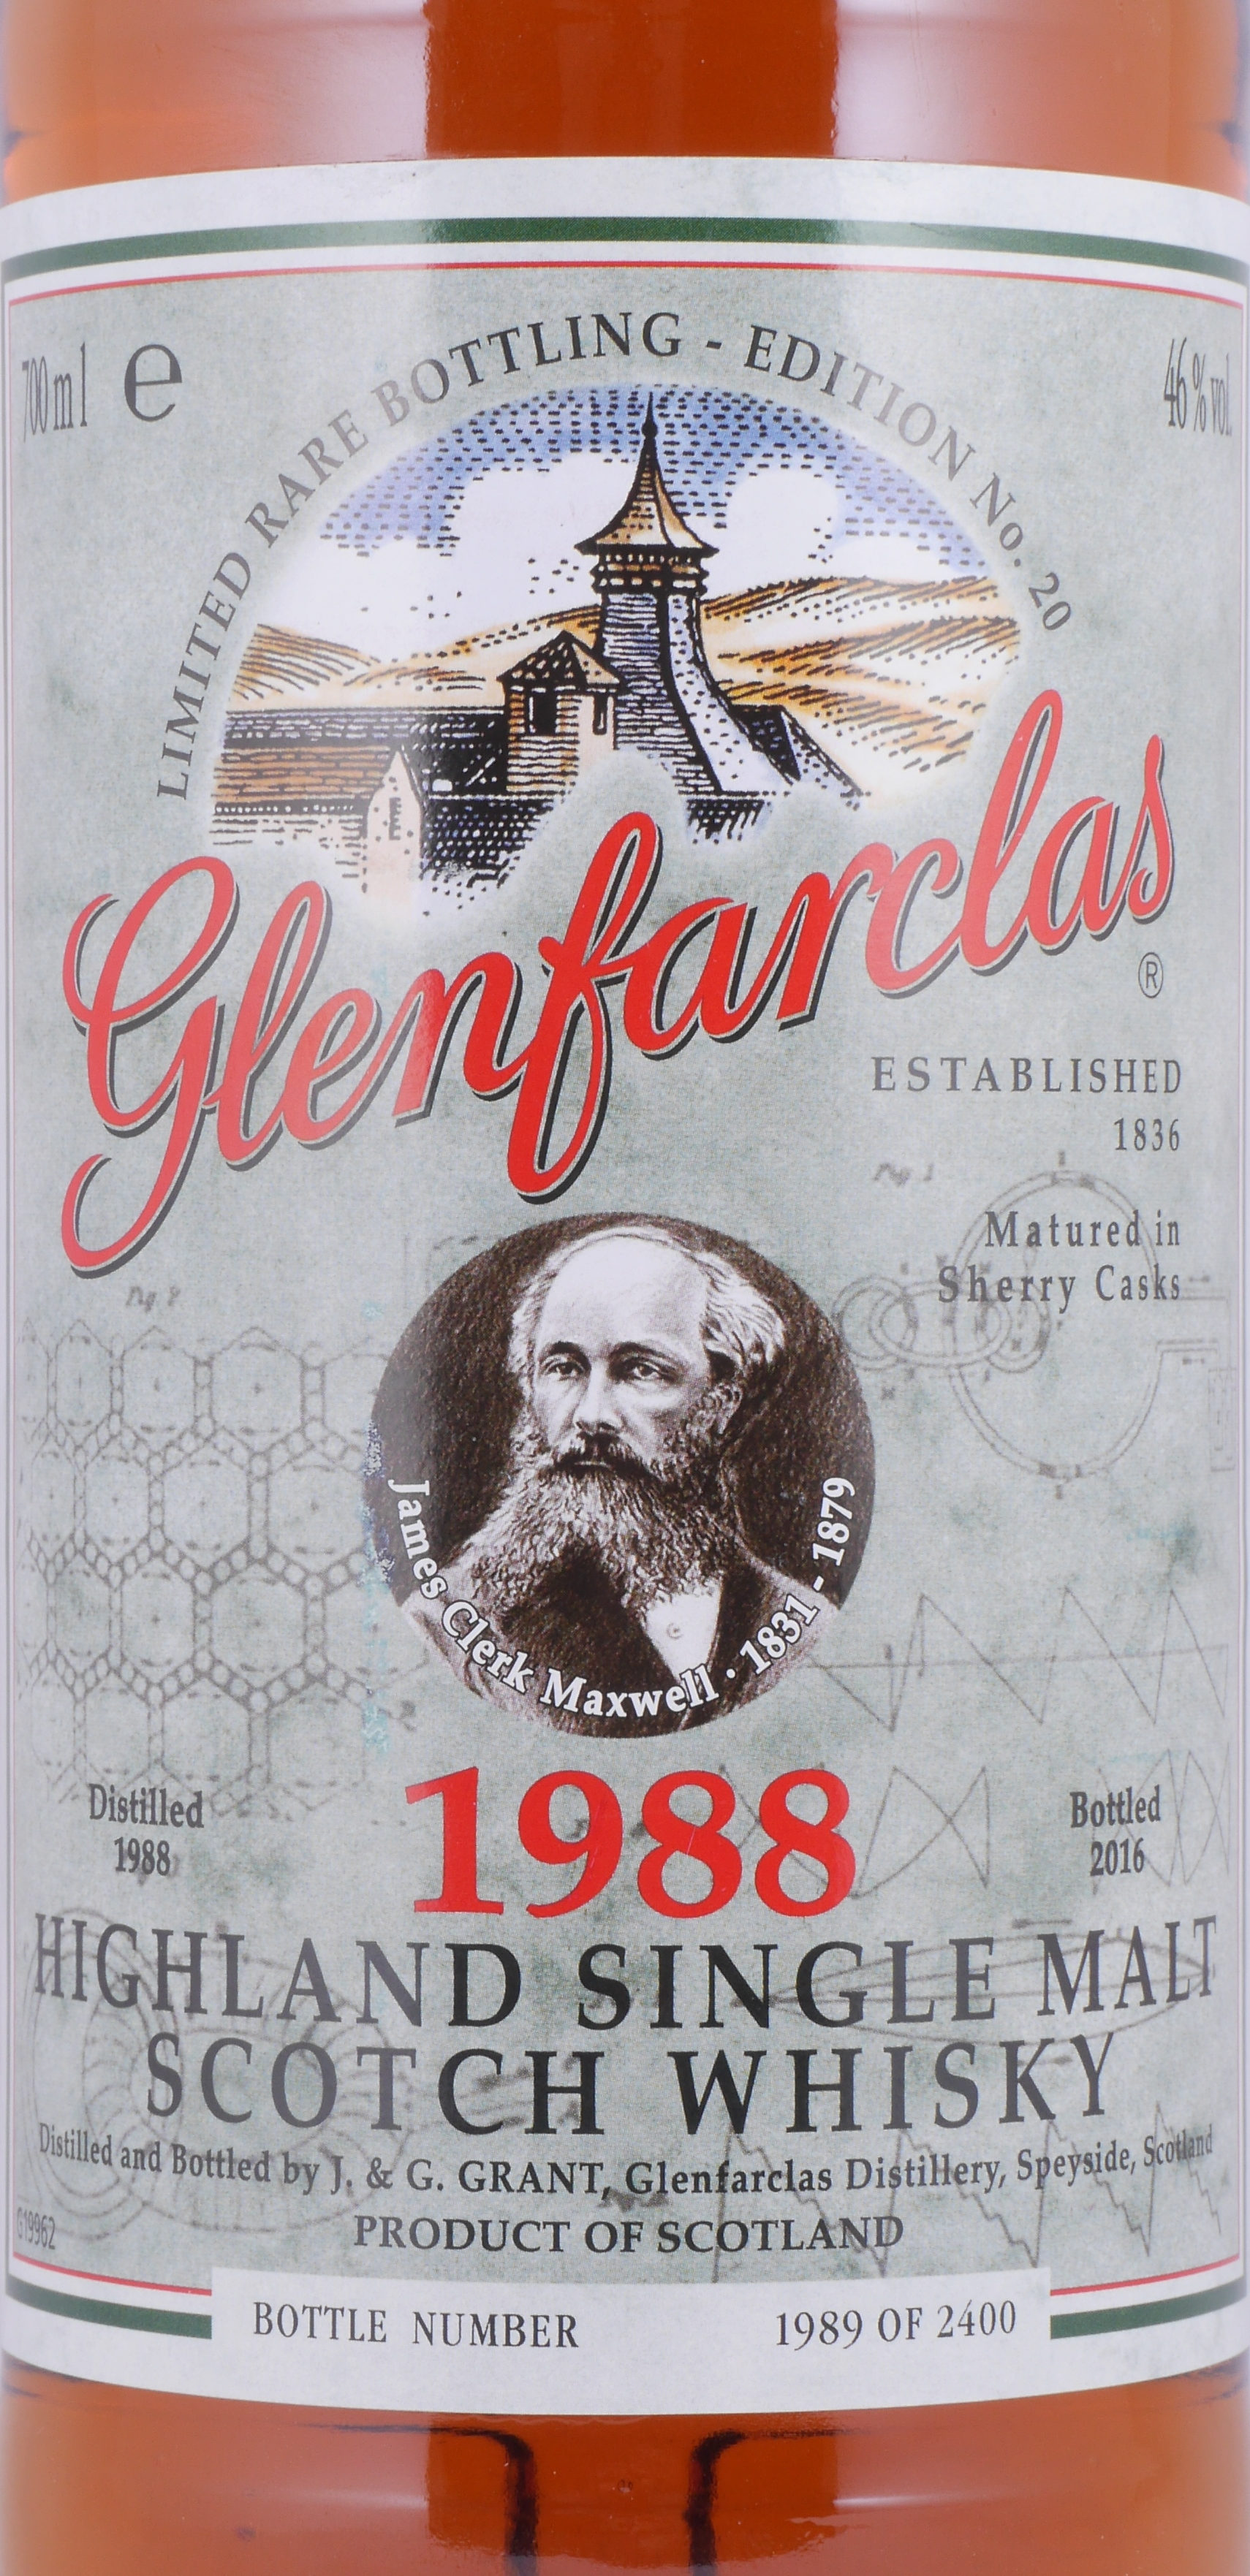 LIMITED RARE BOTTLING - EDITION No. 20
700 ml e
46 % vol.
Glenfarclas
®
ESTABLISHED
1836
Fig 1
Matured in
Sherry Casks
James Clerk Maxwell · 1831 - 1879
1988
Distilled
1988
Bottled
2016
HIGHLAND SINGLE MALT
SCOTCH WHISKY
Distilled and Bottled by J. & G. GRANT, Glenfarclas Distillery, Speyside, Scotland
G19962
PRODUCT OF SCOTLAND
BOTTLE NUMBER 1989 OF 2400